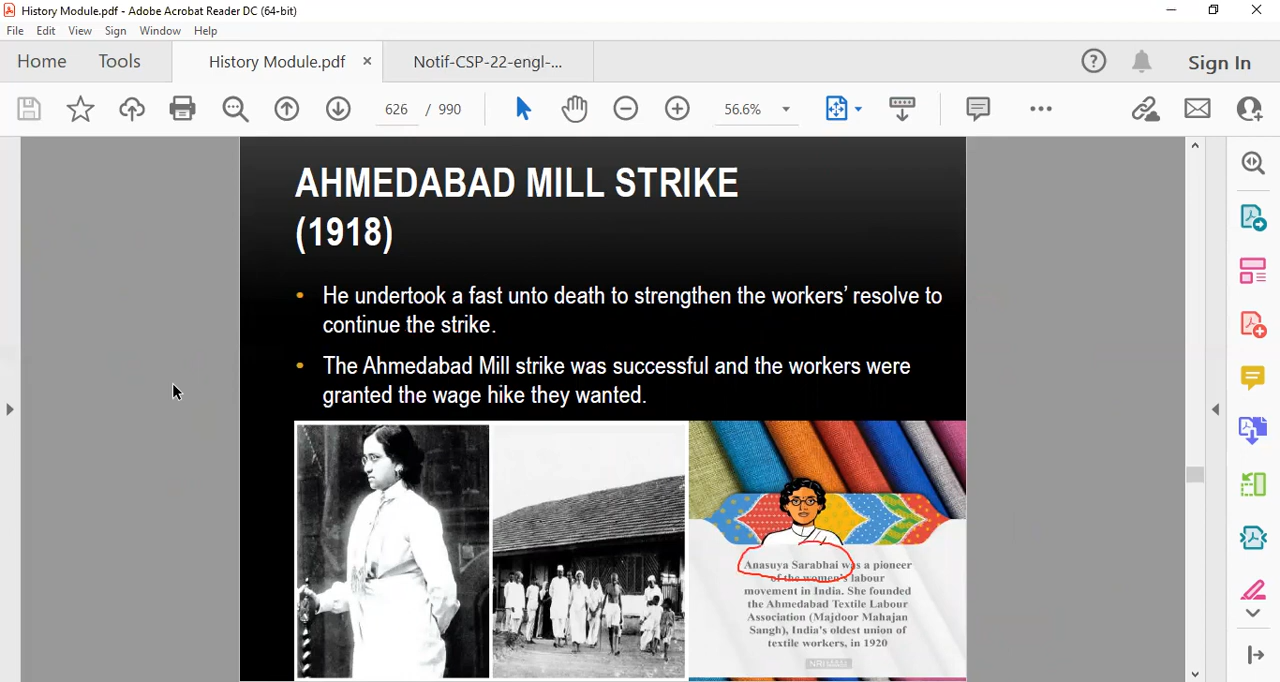 History Module.pdf - Adobe Acrobat Reader DC (64-bit)
File Edit View Sign Window Help
Home Tools History Module.pdf × Notif-CSP-22-engl-... Sign In
626 / 990 56.6%
AHMEDABAD MILL STRIKE
(1918)
• He undertook a fast unto death to strengthen the workers' resolve to
continue the strike.
• The Ahmedabad Mill strike was successful and the workers were
granted the wage hike they wanted.
Anasuya Sarabhai was a pioneer
of the women's labour
movement in India. She founded
the Ahmedabad Textile Labour
Association (Majdoor Mahajan
Sangh), India's oldest union of
textile workers, in 1920